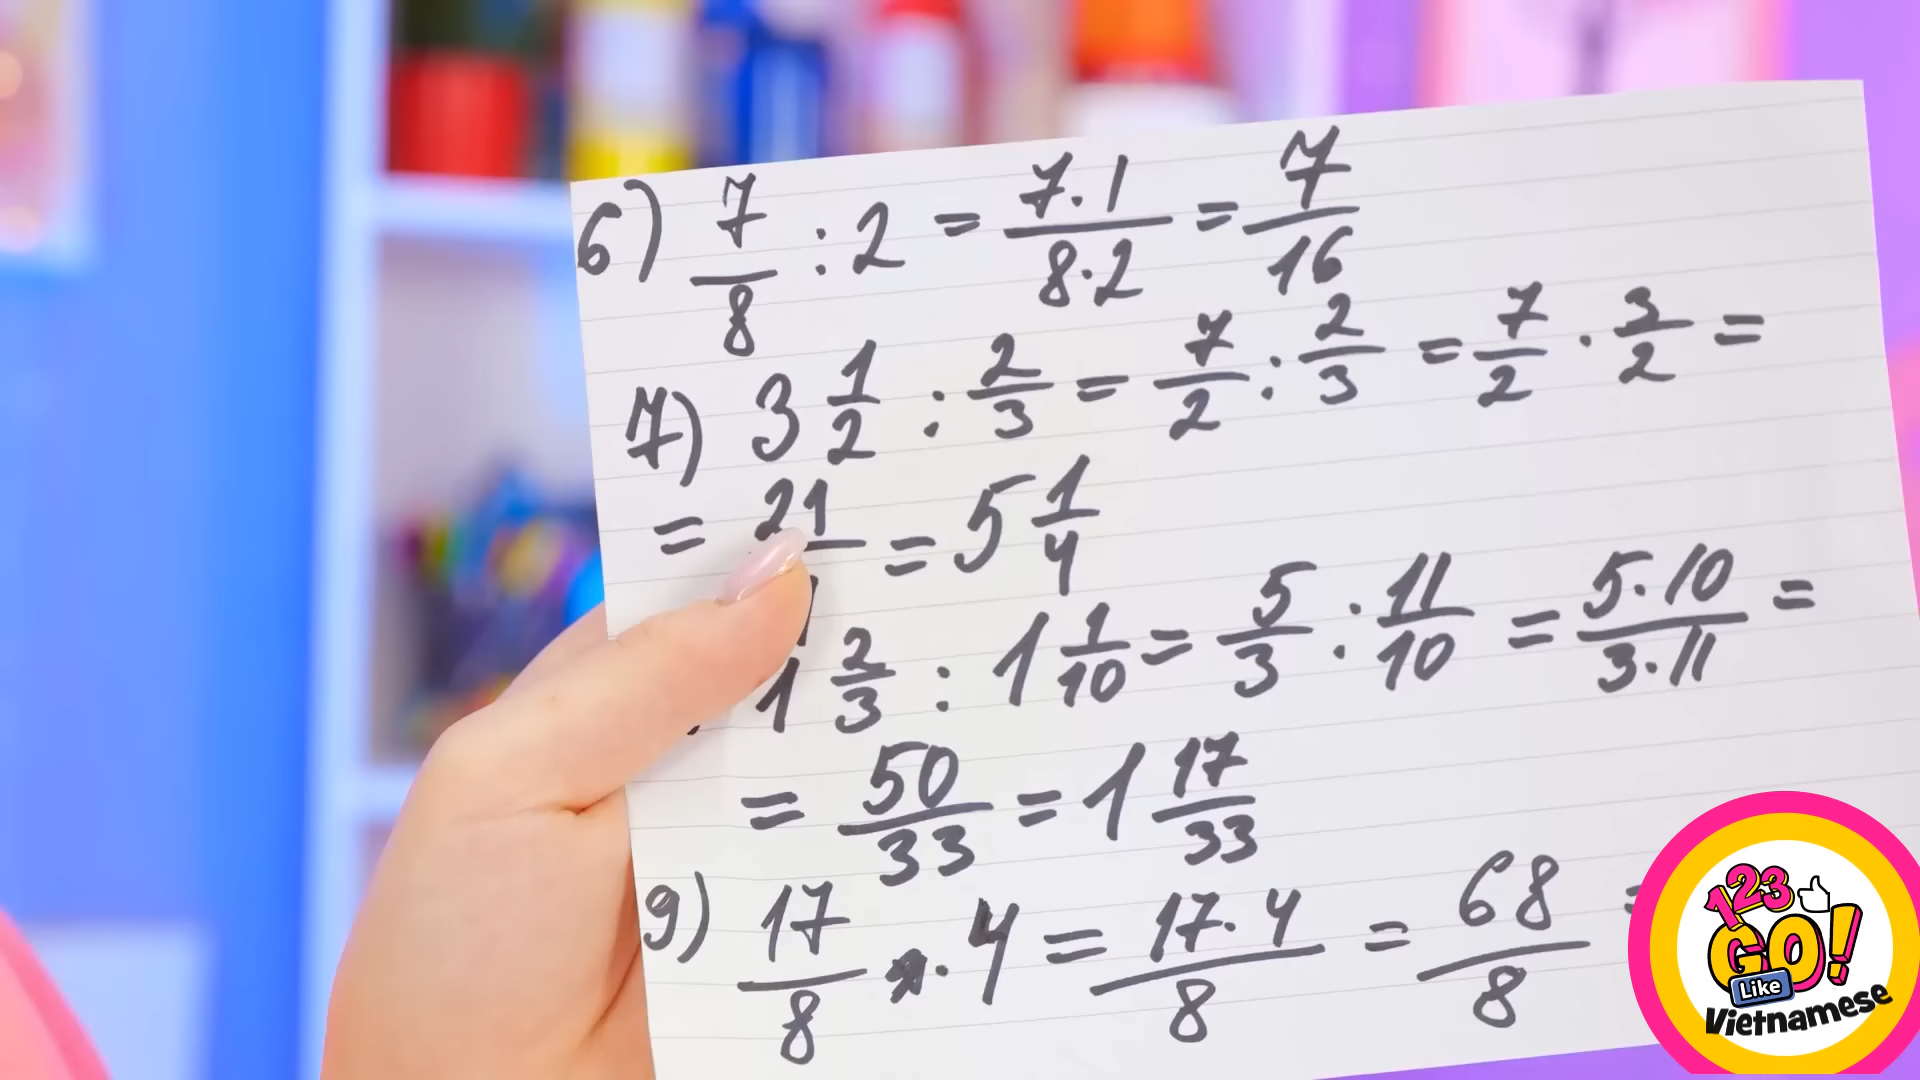 6) 7/8 : 2 = 7·1/8·2 = 7/16
7) 3 1/2 : 2/3 = 7/2 : 2/3 = 7/2 · 3/2 =
= 21/ = 5 1/4
1 2/3 : 1 1/10 = 5/3 : 11/10 = 5·10/3·11 =
= 50/33 = 1 17/33
9) 17/8 · 4 = 17·4/8 = 68/8 =
123
GO!
Like
Vietnamese